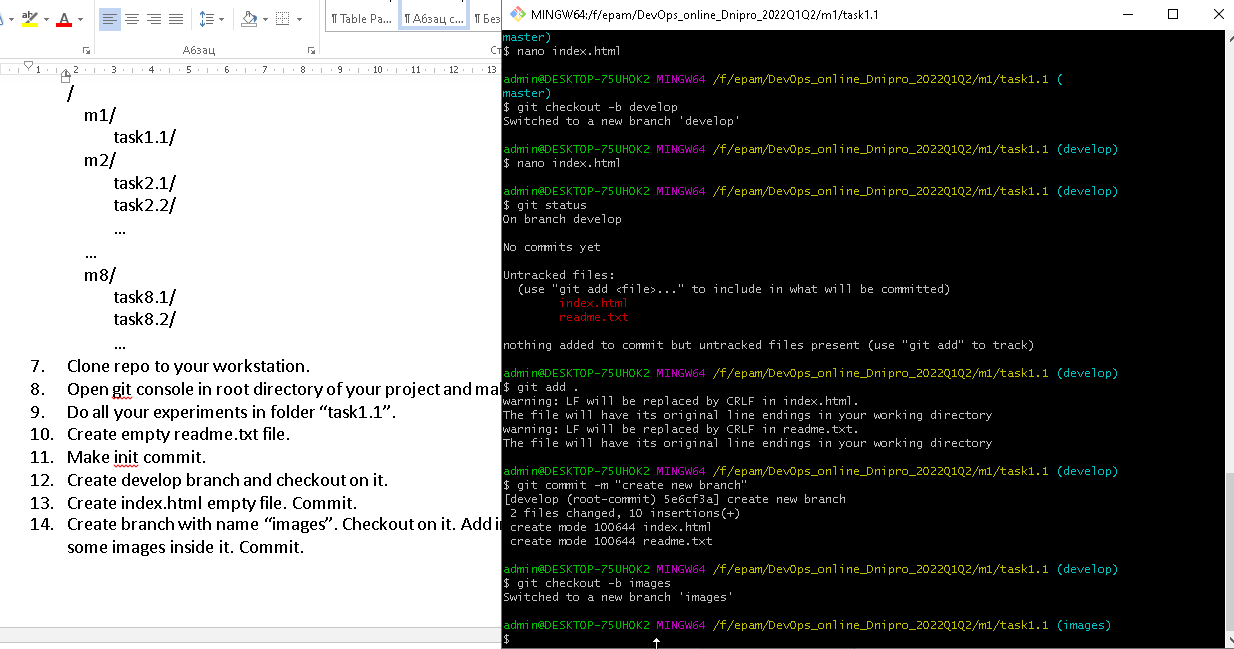 Table Pa...
Абзац с...
Без
Абзац
Ст
1 2 3 4 5 6 7 8 9 10 11 12 13
/
m1/
task1.1/
m2/
task2.1/
task2.2/
...
...
m8/
task8.1/
task8.2/
...
7. Clone repo to your workstation.
8. Open git console in root directory of your project and mak
9. Do all your experiments in folder “task1.1”.
10. Create empty readme.txt file.
11. Make init commit.
12. Create develop branch and checkout on it.
13. Create index.html empty file. Commit.
14. Create branch with name “images”. Checkout on it. Add in
some images inside it. Commit.
MINGW64:/f/epam/DevOps_online_Dnipro_2022Q1Q2/m1/task1.1
master)
$ nano index.html
admin@DESKTOP-75UHOK2 MINGW64 /f/epam/DevOps_online_Dnipro_2022Q1Q2/m1/task1.1 (
master)
$ git checkout -b develop
Switched to a new branch 'develop'
admin@DESKTOP-75UHOK2 MINGW64 /f/epam/DevOps_online_Dnipro_2022Q1Q2/m1/task1.1 (develop)
$ nano index.html
admin@DESKTOP-75UHOK2 MINGW64 /f/epam/DevOps_online_Dnipro_2022Q1Q2/m1/task1.1 (develop)
$ git status
On branch develop
No commits yet
Untracked files:
(use "git add <file>..." to include in what will be committed)
index.html
readme.txt
nothing added to commit but untracked files present (use "git add" to track)
admin@DESKTOP-75UHOK2 MINGW64 /f/epam/DevOps_online_Dnipro_2022Q1Q2/m1/task1.1 (develop)
$ git add .
warning: LF will be replaced by CRLF in index.html.
The file will have its original line endings in your working directory
warning: LF will be replaced by CRLF in readme.txt.
The file will have its original line endings in your working directory
admin@DESKTOP-75UHOK2 MINGW64 /f/epam/DevOps_online_Dnipro_2022Q1Q2/m1/task1.1 (develop)
$ git commit -m "create new branch"
[develop (root-commit) 5e6cf3a] create new branch
2 files changed, 10 insertions(+)
create mode 100644 index.html
create mode 100644 readme.txt
admin@DESKTOP-75UHOK2 MINGW64 /f/epam/DevOps_online_Dnipro_2022Q1Q2/m1/task1.1 (develop)
$ git checkout -b images
Switched to a new branch 'images'
admin@DESKTOP-75UHOK2 MINGW64 /f/epam/DevOps_online_Dnipro_2022Q1Q2/m1/task1.1 (images)
$